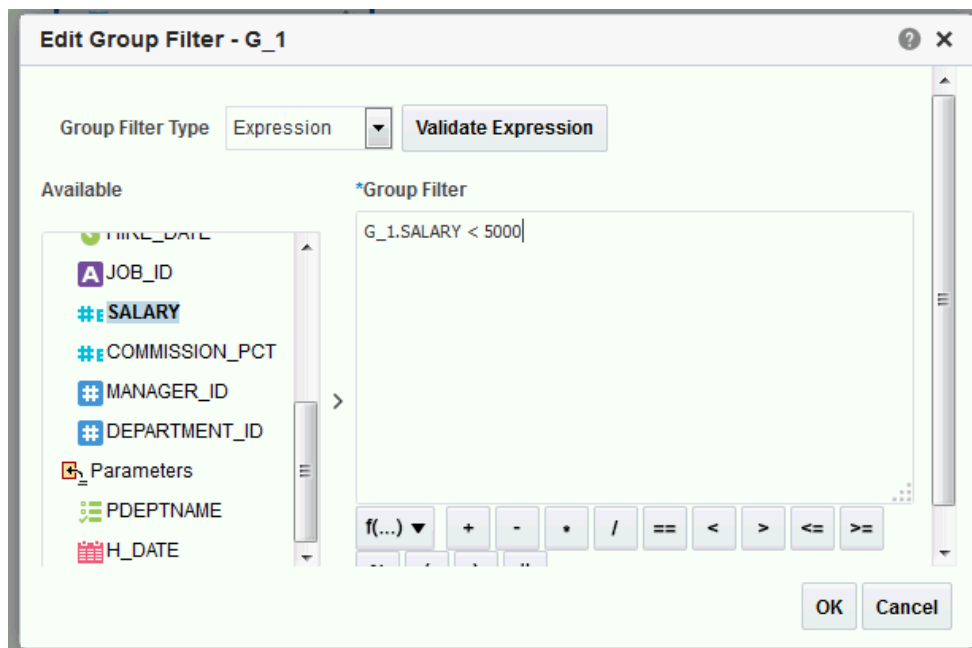 Edit Group Filter - G_1
Group Filter Type Expression Validate Expression
Available
*Group Filter
HIRE_DATE
G_1.SALARY < 5000
JOB_ID
SALARY
COMMISSION_PCT
MANAGER_ID
DEPARTMENT_ID
Parameters
PDEPTNAME
H_DATE
f(...) + - * / == < > <= >=
OK Cancel